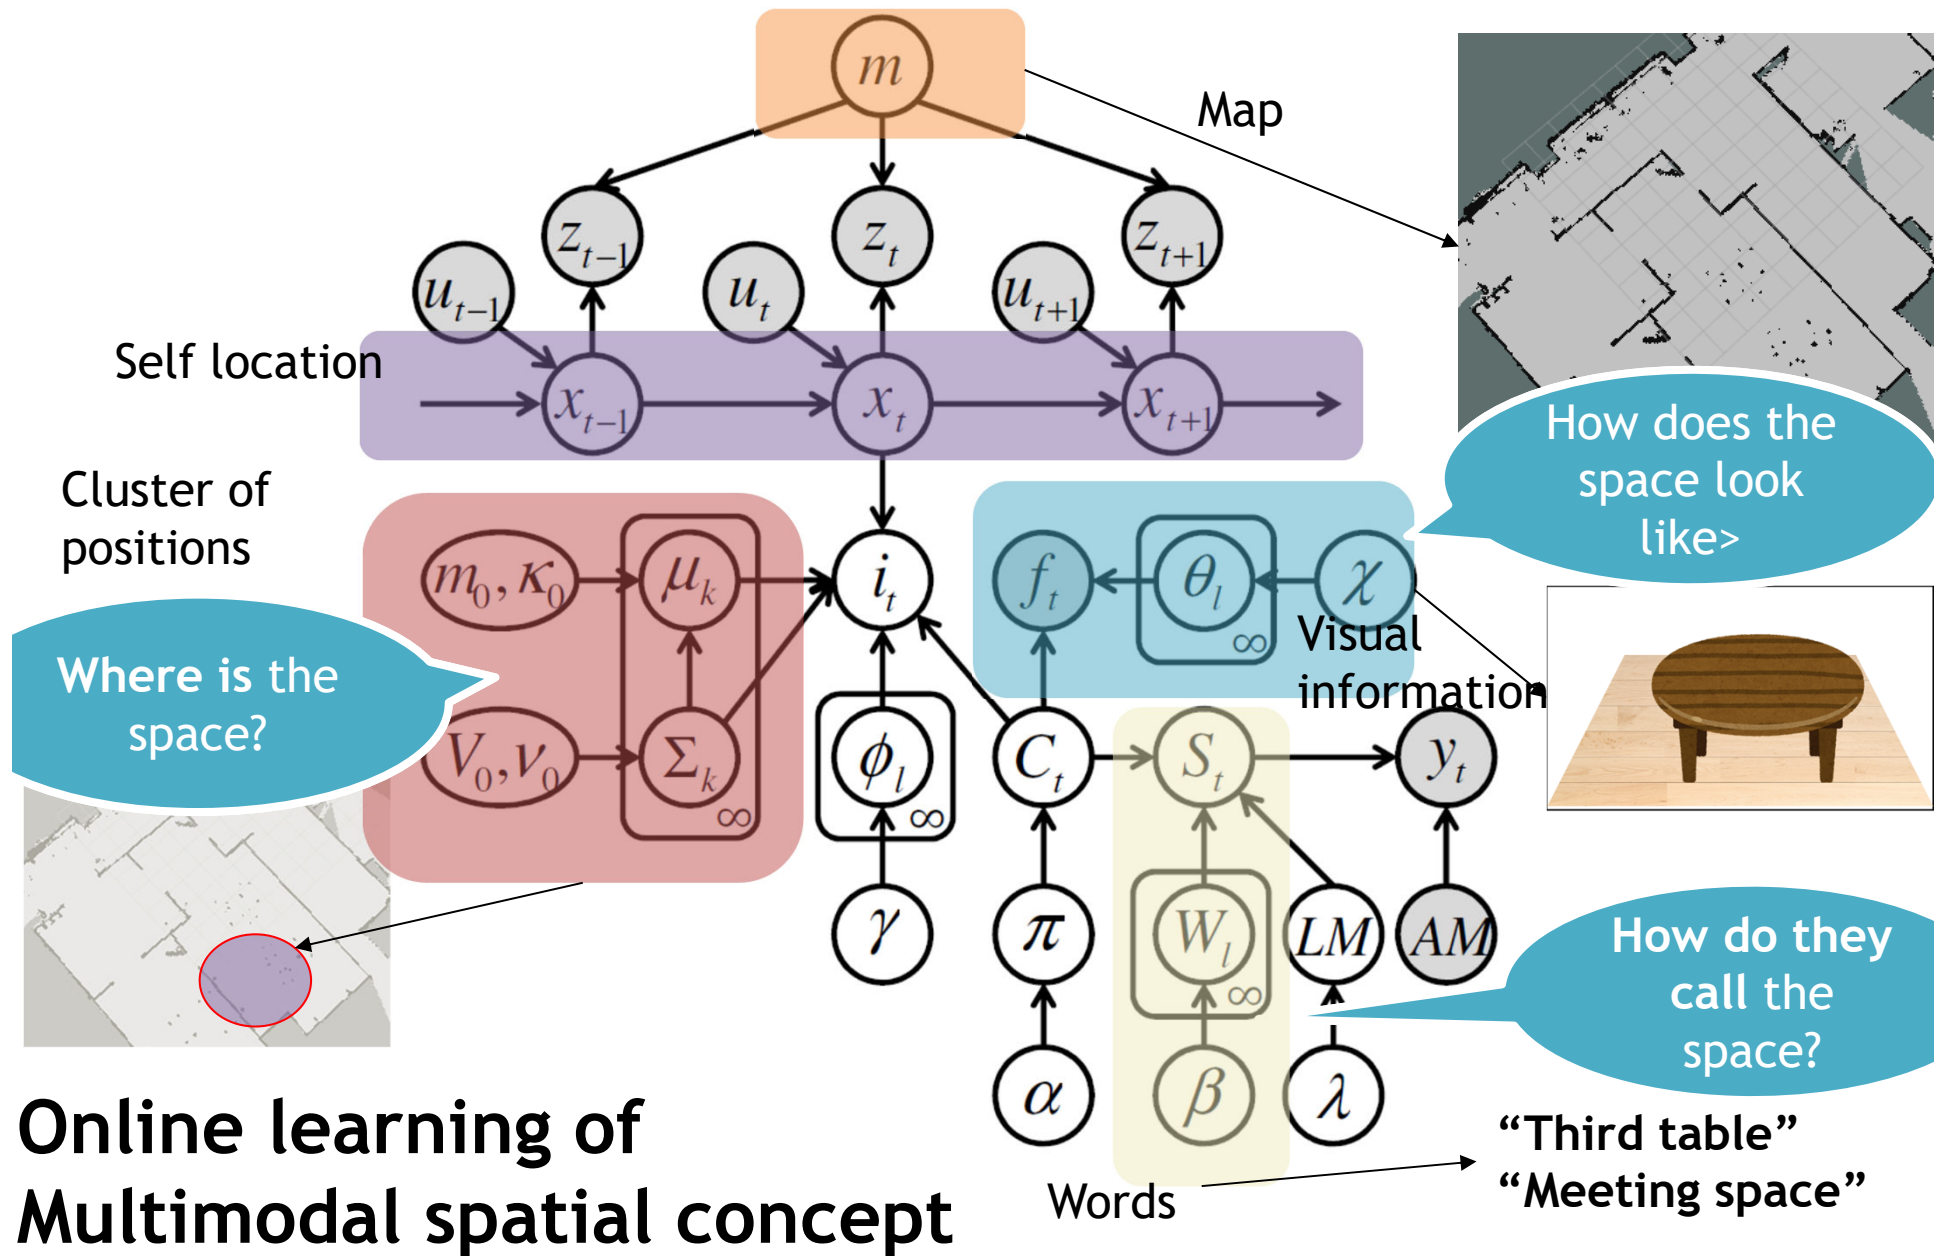 m
Map
z_{t-1}
z_t
z_{t+1}
u_{t-1}
u_t
u_{t+1}
Self location
x_{t-1}
x_t
x_{t+1}
How does the
space look
like>
Cluster of
positions
m_0, κ_0
μ_k
i_t
f_t
θ_l
∞
χ
Visual
information
Where is the
space?
V_0, ν_0
Σ_k
∞
ϕ_l
∞
C_t
S_t
y_t
γ
π
W_l
∞
LM
AM
How do they
call the
space?
α
β
λ
Online learning of
Multimodal spatial concept
Words
“Third table”
“Meeting space”